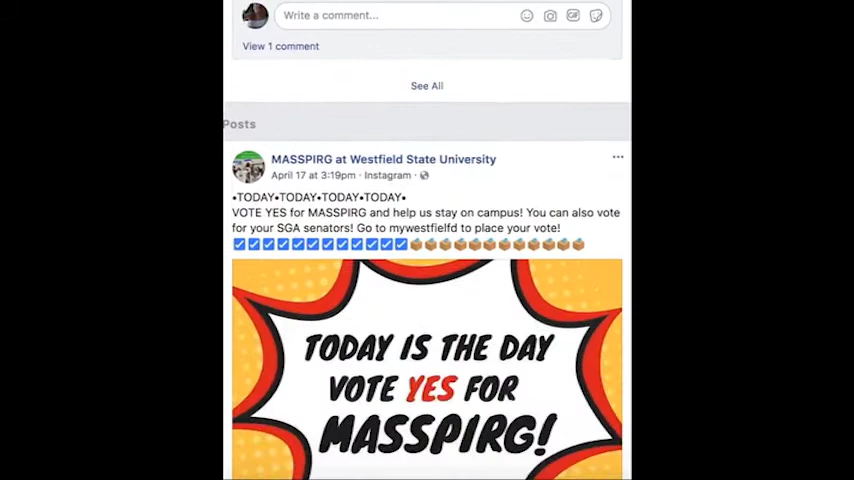 Write a comment...
View 1 comment
See All
Posts
MASSPIRG at Westfield State University
April 17 at 3:19pm · Instagram ·
•TODAY•TODAY•TODAY•TODAY•
VOTE YES for MASSPIRG and help us stay on campus! You can also vote
for your SGA senators! Go to mywestfielfd to place your vote!
TODAY IS THE DAY
VOTE YES FOR
MASSPIRG!